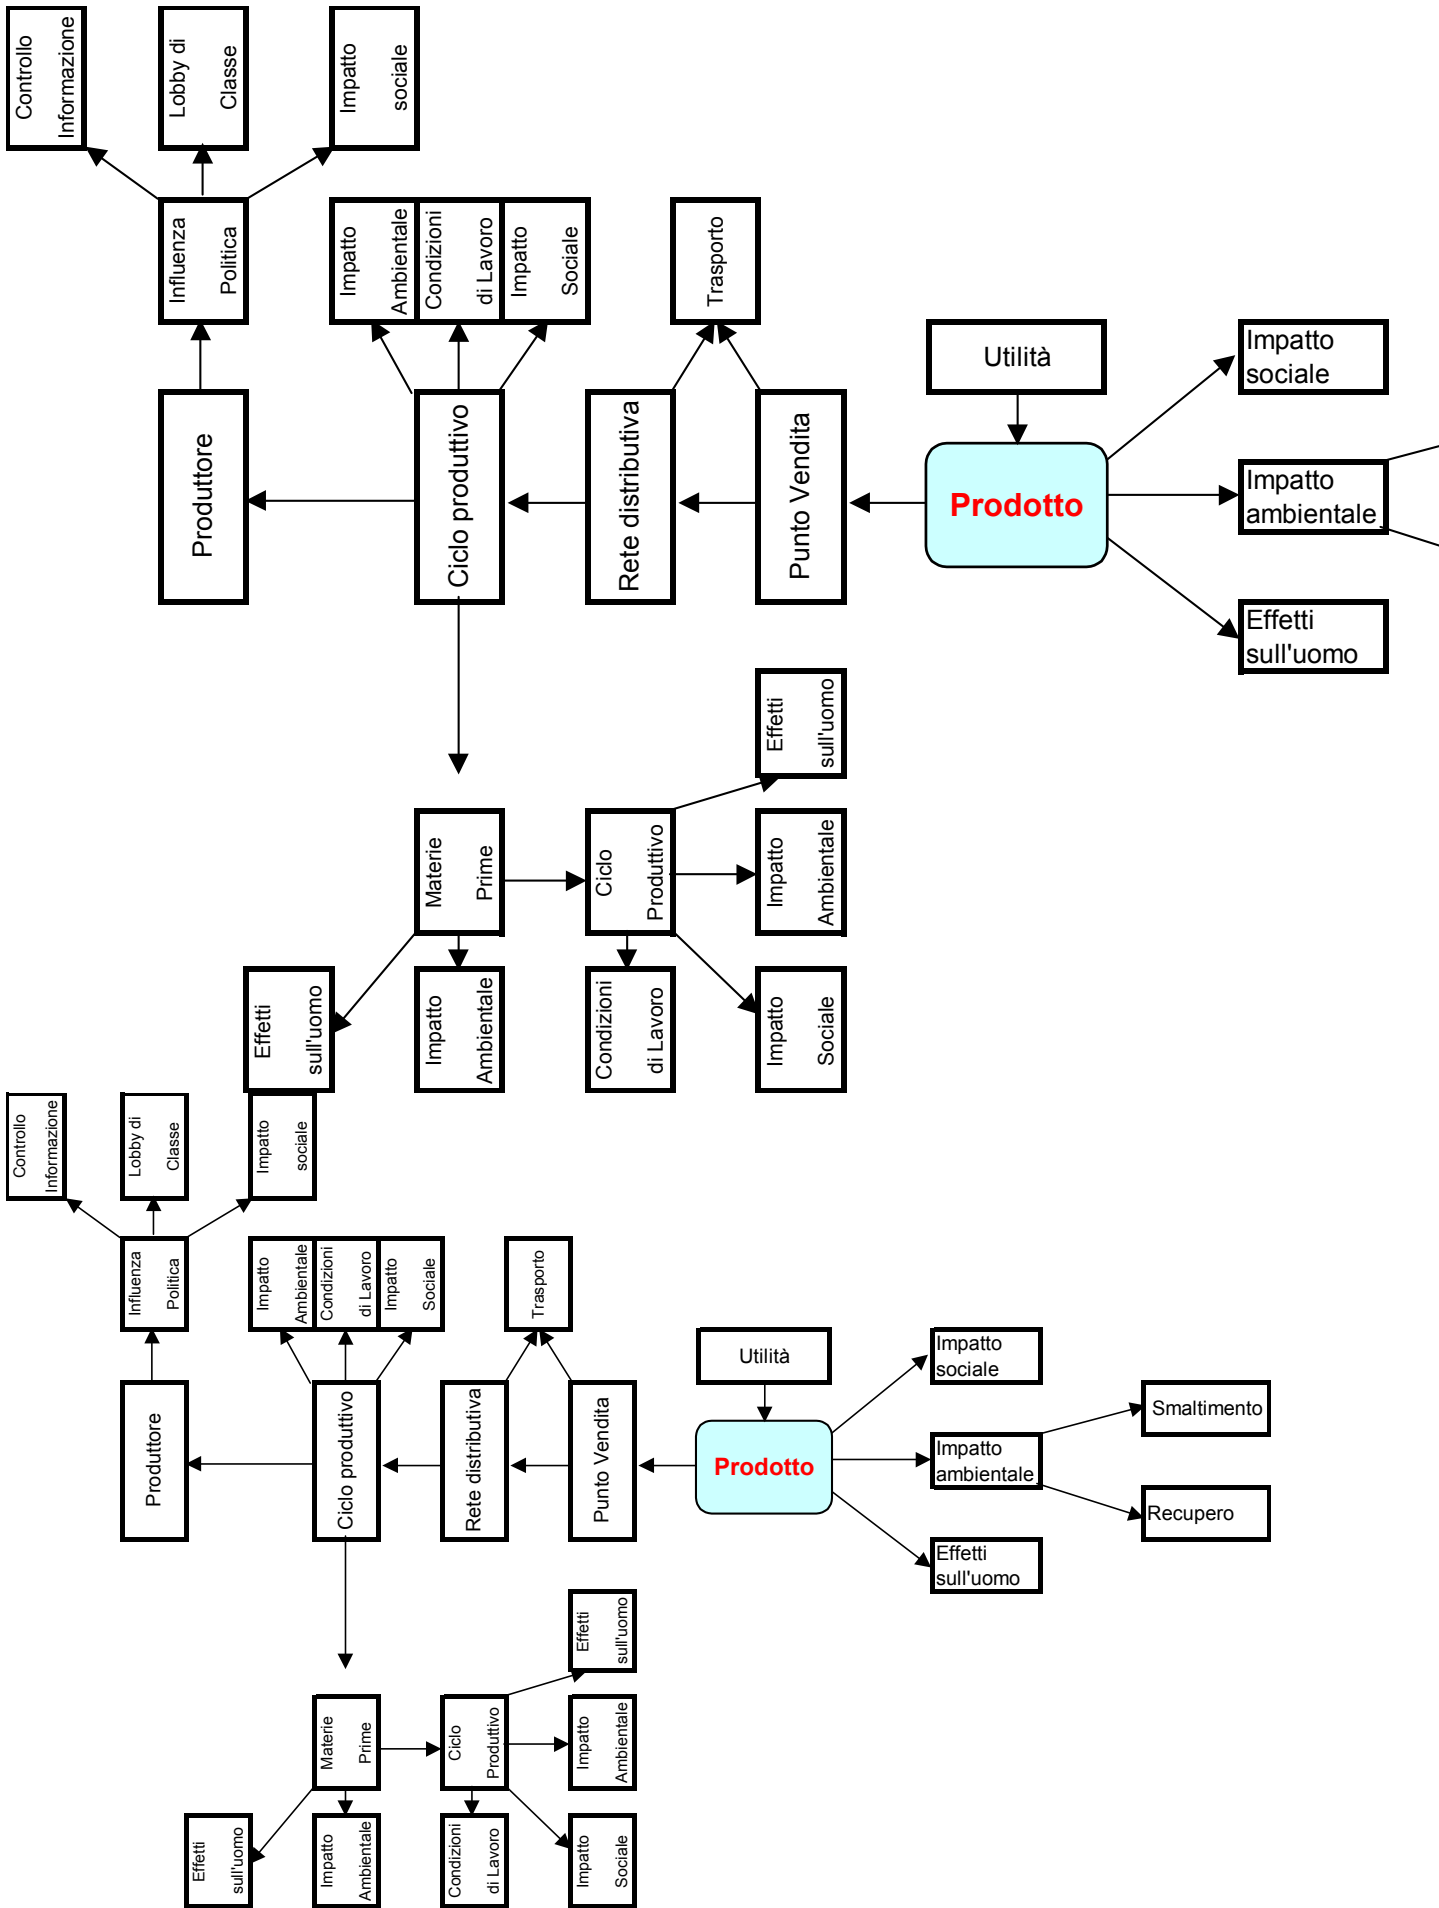 Controllo
Informazione
Lobby di
Classe
Impatto
sociale
Influenza
Politica
Impatto
Ambientale
Condizioni
di Lavoro
Impatto
Sociale
Trasporto
Produttore
Ciclo produttivo
Rete distributiva
Punto Vendita
Utilità
Prodotto
Impatto
sociale
Impatto
ambientale
Effetti
sull'uomo
Effetti
sull'uomo
Materie
Prime
Ciclo
Produttivo
Impatto
Ambientale
Effetti
sull'uomo
Impatto
Ambientale
Condizioni
di Lavoro
Impatto
Sociale
Controllo
Informazione
Lobby di
Classe
Impatto
sociale
Influenza
Politica
Impatto
Ambientale
Condizioni
di Lavoro
Impatto
Sociale
Trasporto
Produttore
Ciclo produttivo
Rete distributiva
Punto Vendita
Utilità
Prodotto
Impatto
sociale
Impatto
ambientale
Effetti
sull'uomo
Smaltimento
Recupero
Effetti
sull'uomo
Materie
Prime
Ciclo
Produttivo
Impatto
Ambientale
Effetti
sull'uomo
Impatto
Ambientale
Condizioni
di Lavoro
Impatto
Sociale